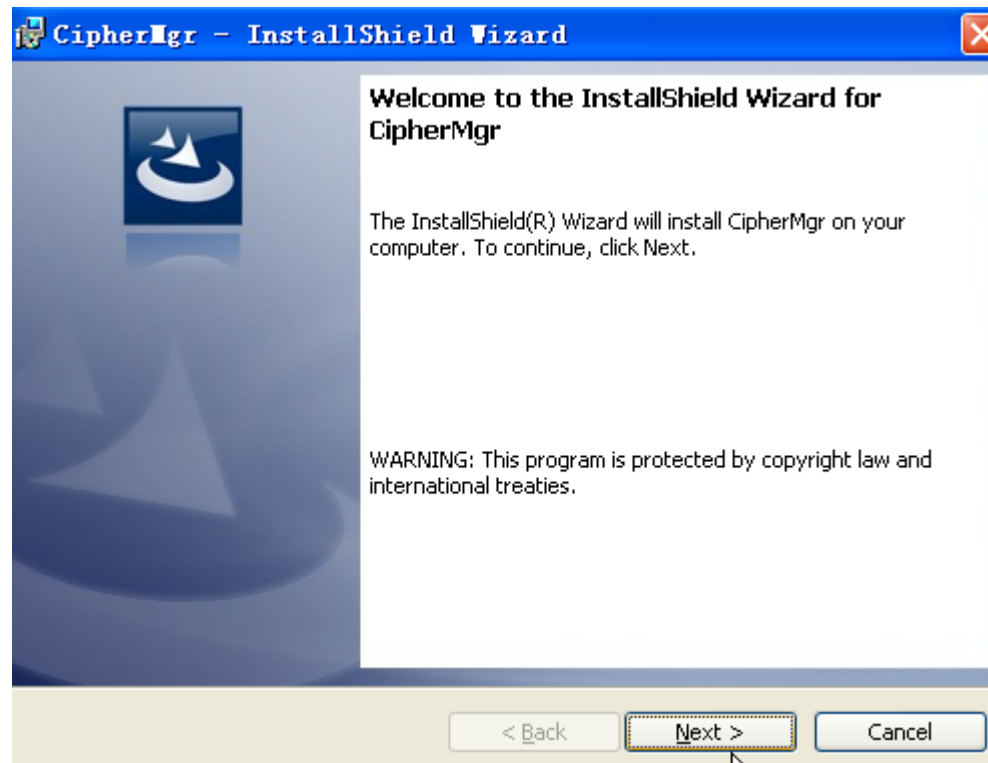 CipherMgr - InstallShield Wizard
Welcome to the InstallShield Wizard for
CipherMgr
The InstallShield(R) Wizard will install CipherMgr on your
computer. To continue, click Next.
WARNING: This program is protected by copyright law and
international treaties.
< Back
Next >
Cancel